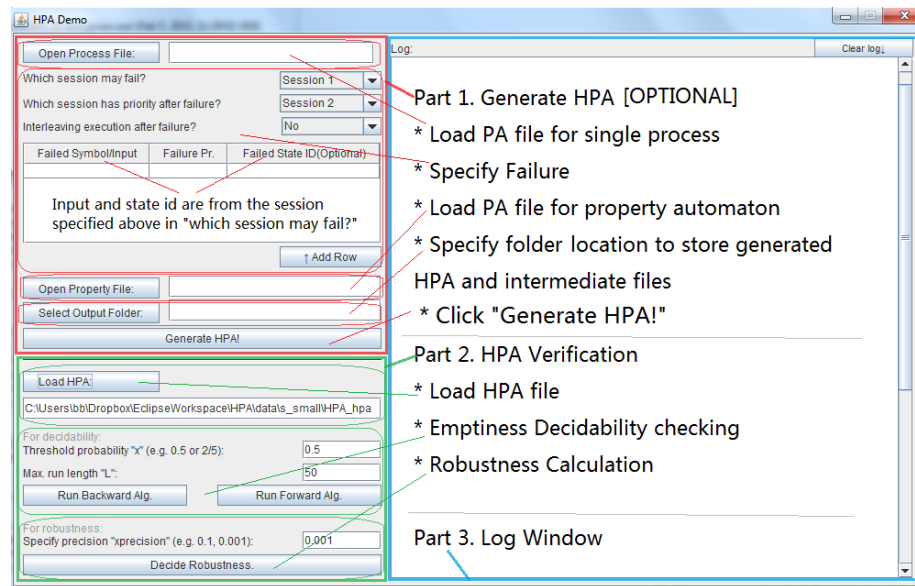 HPA Demo
Open Process File:
Which session may fail?
Session 1
Which session has priority after failure?
Session 2
Interleaving execution after failure?
No
Failed Symbol/Input
Failure Pr.
Failed State ID(Optional)
Input and state id are from the session
specified above in "which session may fail?"
↑ Add Row
Open Property File:
Select Output Folder:
Generate HPA!
Load HPA:
C:\Users\bb\Dropbox\EclipseWorkspace\HPA\data\s_small\HPA_hpa
For decidability:
Threshold probability "x" (e.g. 0.5 or 2/5):
0.5
Max. run length "L":
50
Run Backward Alg.
Run Forward Alg.
For robustness:
Specify precision "xprecision" (e.g. 0.1, 0.001):
0.001
Decide Robustness.
Log:
Clear log↓
Part 1. Generate HPA [OPTIONAL]
* Load PA file for single process
* Specify Failure
* Load PA file for property automaton
* Specify folder location to store generated
HPA and intermediate files
* Click "Generate HPA!"
Part 2. HPA Verification
* Load HPA file
* Emptiness Decidability checking
* Robustness Calculation
Part 3. Log Window